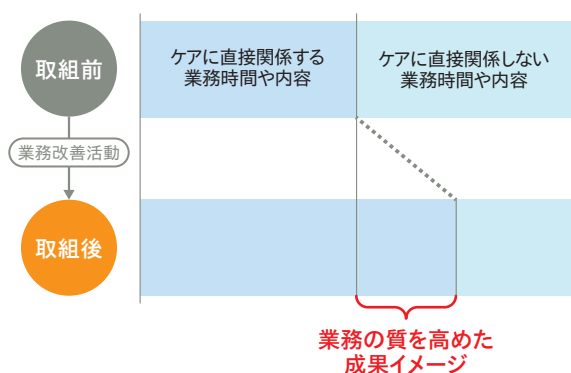 取組前
ケアに直接関係する
業務時間や内容
ケアに直接関係しない
業務時間や内容
業務改善活動
取組後
業務の質を高めた
成果イメージ